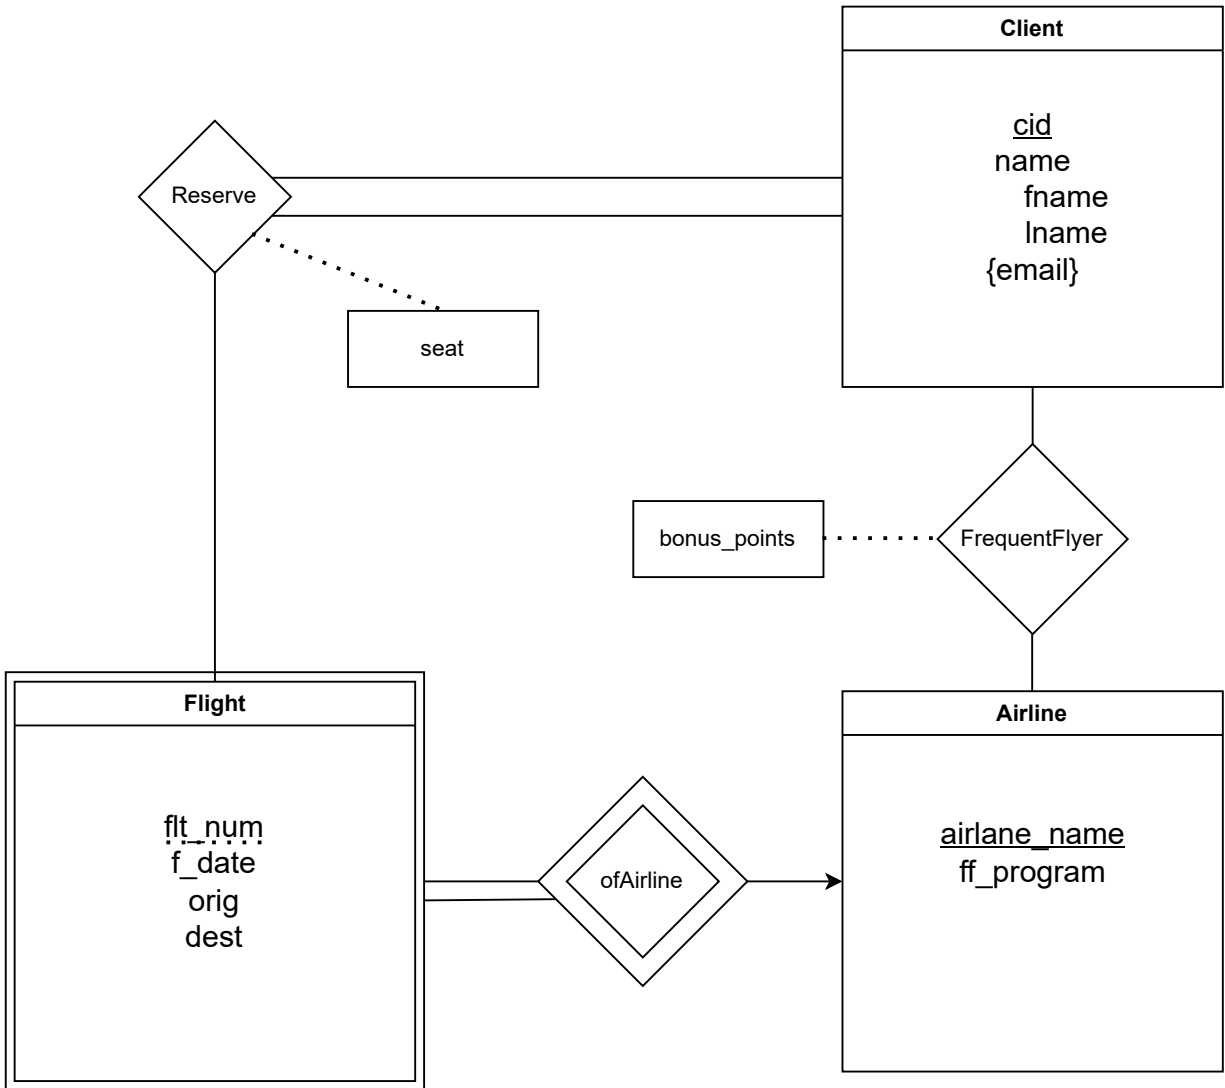 Client
cid
name
fname
lname
{email}
Reserve
seat
bonus_points
FrequentFlyer
Flight
flt_num
f_date
orig
dest
ofAirline
Airline
airlane_name
ff_program